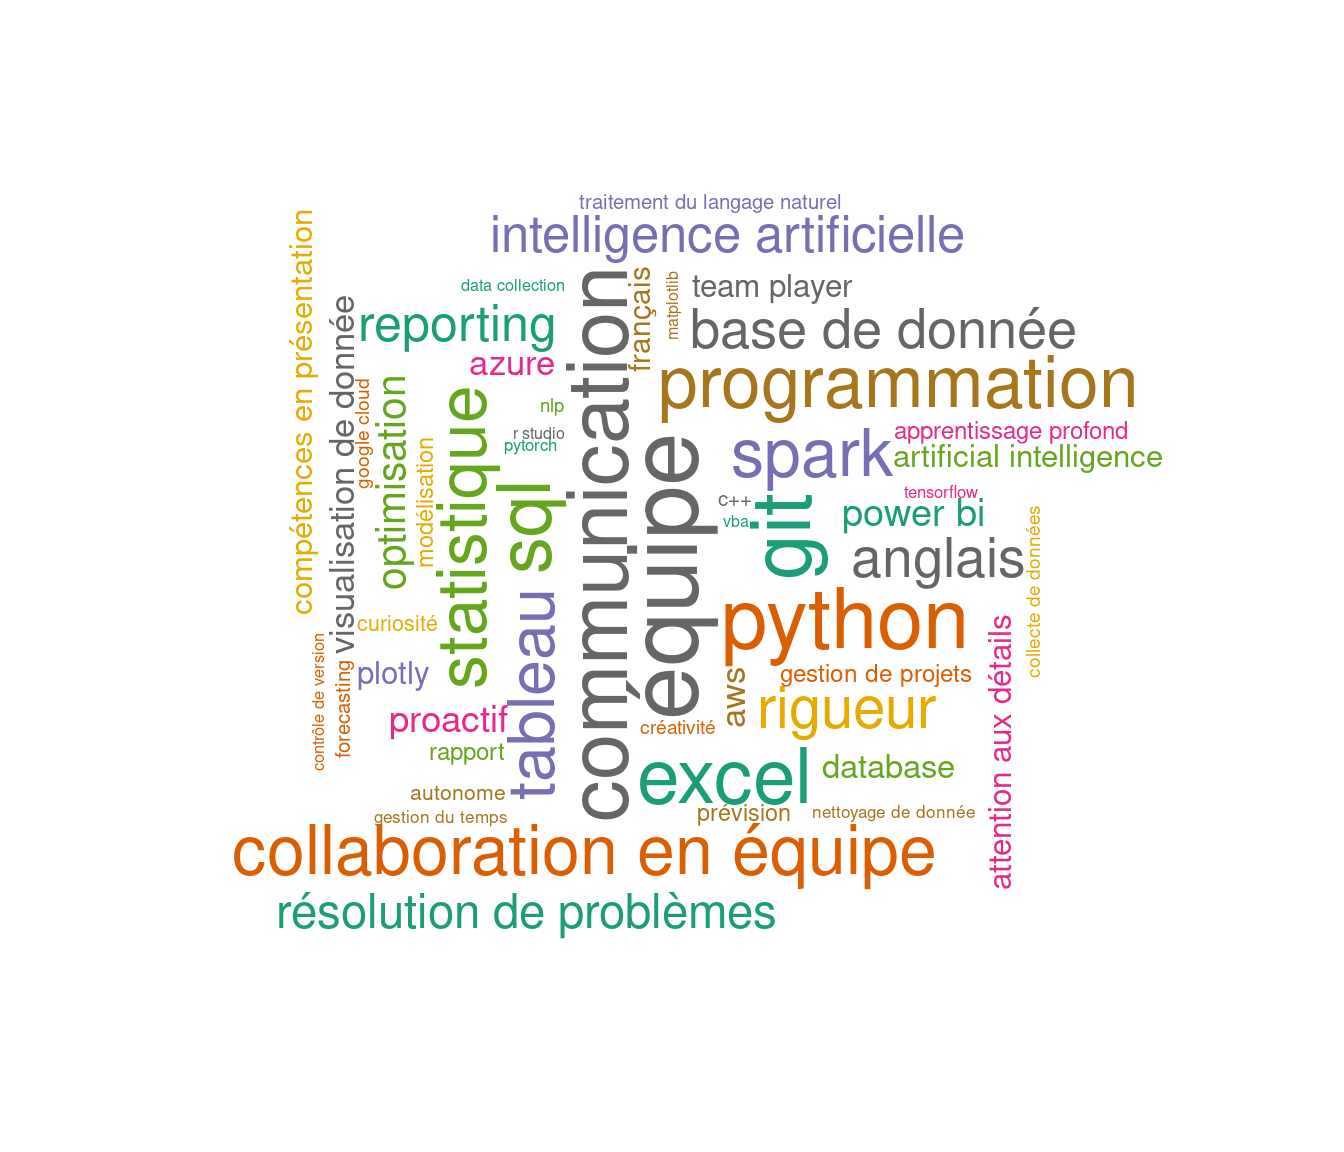 traitement du langage naturel
intelligence artificielle
compétences en présentation
visualisation de donnée
data collection
reporting
azure
google cloud
optimisation
modélisation
statistique
nlp
r studio
pytorch
sql
tableau
communication
français
matplotlib
team player
base de donnée
programmation
équipe
spark
apprentissage profond
artificial intelligence
c++
vba
git
tensorflow
power bi
anglais
collecte de données
python
curiosité
plotly
contrôle de version
forecasting
proactif
rapport
autonome
gestion du temps
gestion de projets
aws
rigueur
créativité
excel
database
prévision
nettoyage de donnée
attention aux détails
collaboration en équipe
résolution de problèmes